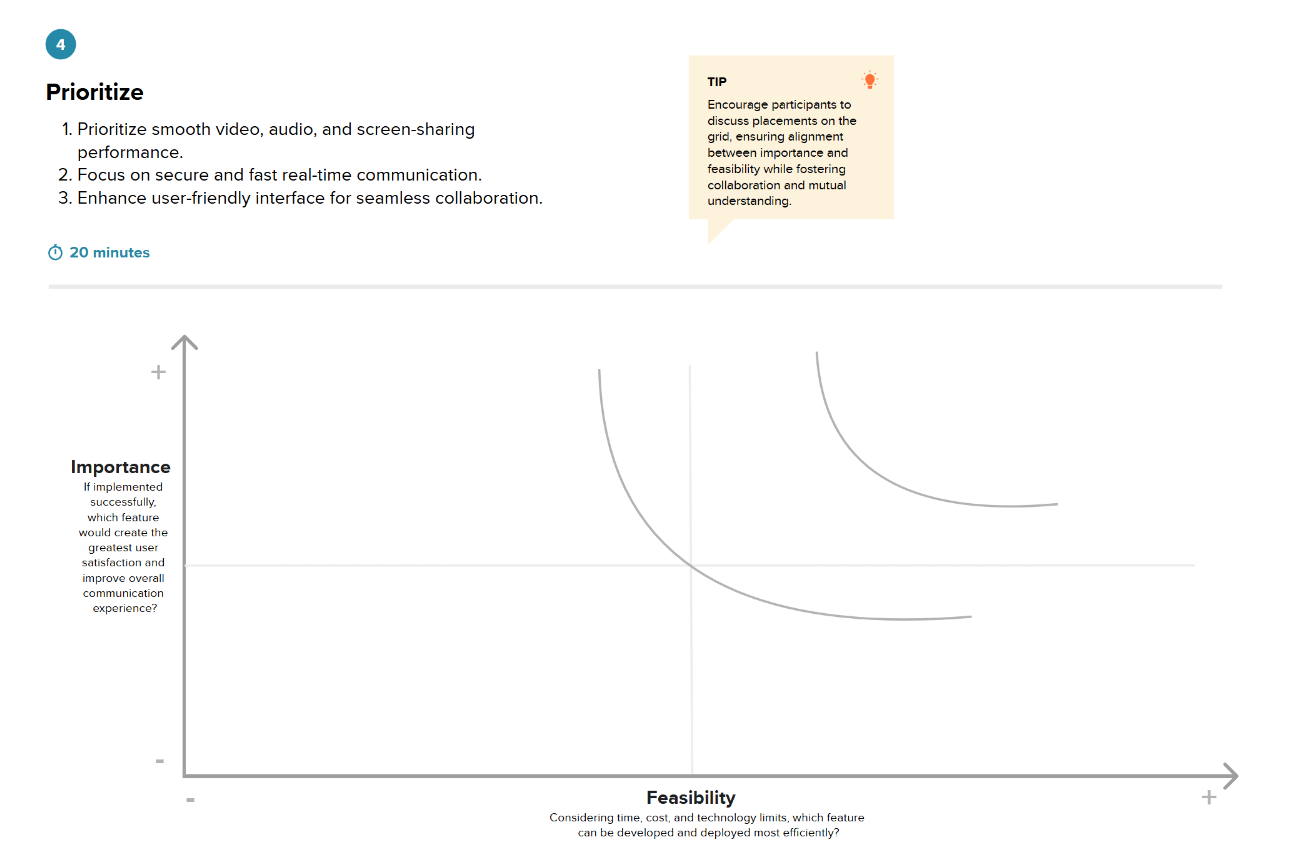 4
Prioritize
1. Prioritize smooth video, audio, and screen-sharing
performance.
2. Focus on secure and fast real-time communication.
3. Enhance user-friendly interface for seamless collaboration.
20 minutes
TIP
Encourage participants to
discuss placements on the
grid, ensuring alignment
between importance and
feasibility while fostering
collaboration and mutual
understanding.
+
Importance
If implemented
successfully,
which feature
would create the
greatest user
satisfaction and
improve overall
communication
experience?
-
-
Feasibility
+
Considering time, cost, and technology limits, which feature
can be developed and deployed most efficiently?